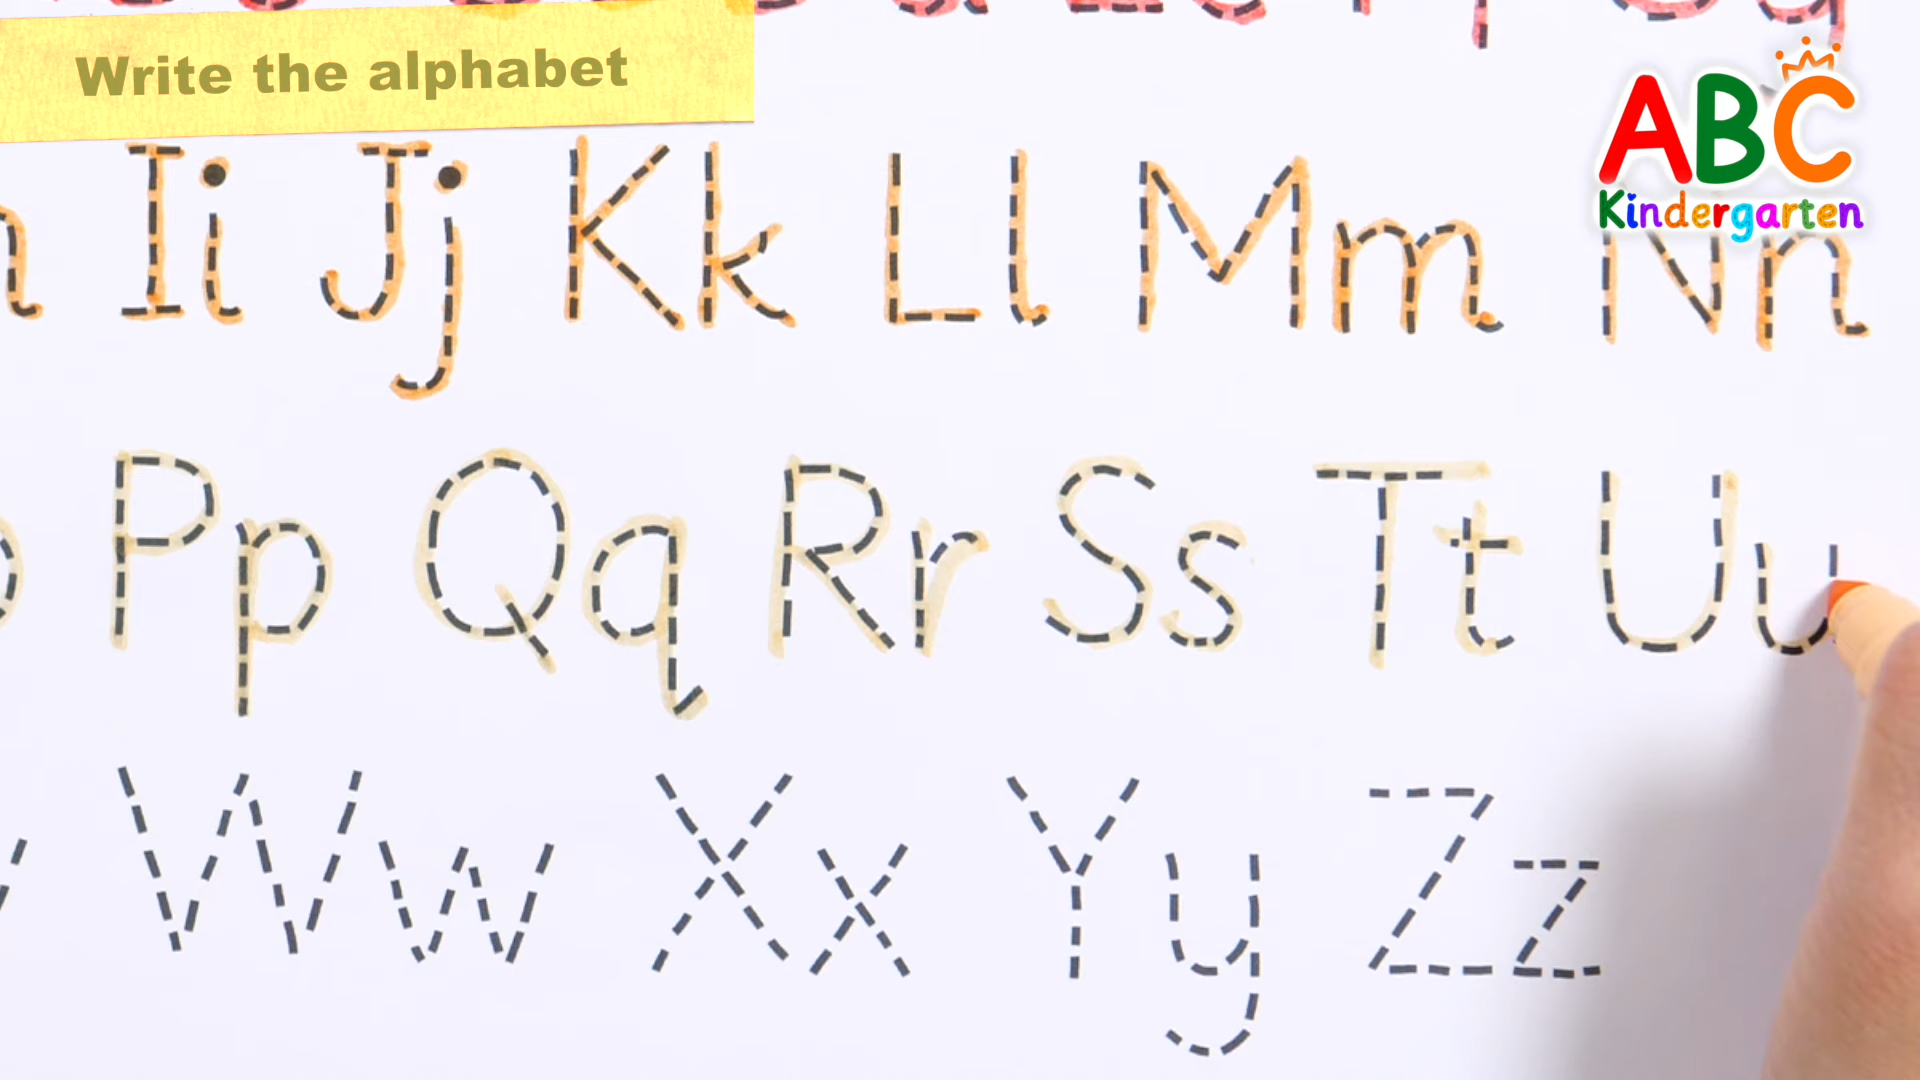 Write the alphabet
ABC
Kindergarten
Ii Jj Kk Ll Mm Nn
Pp Qq Rr Ss Tt Uu
Ww Xx Yy Zz